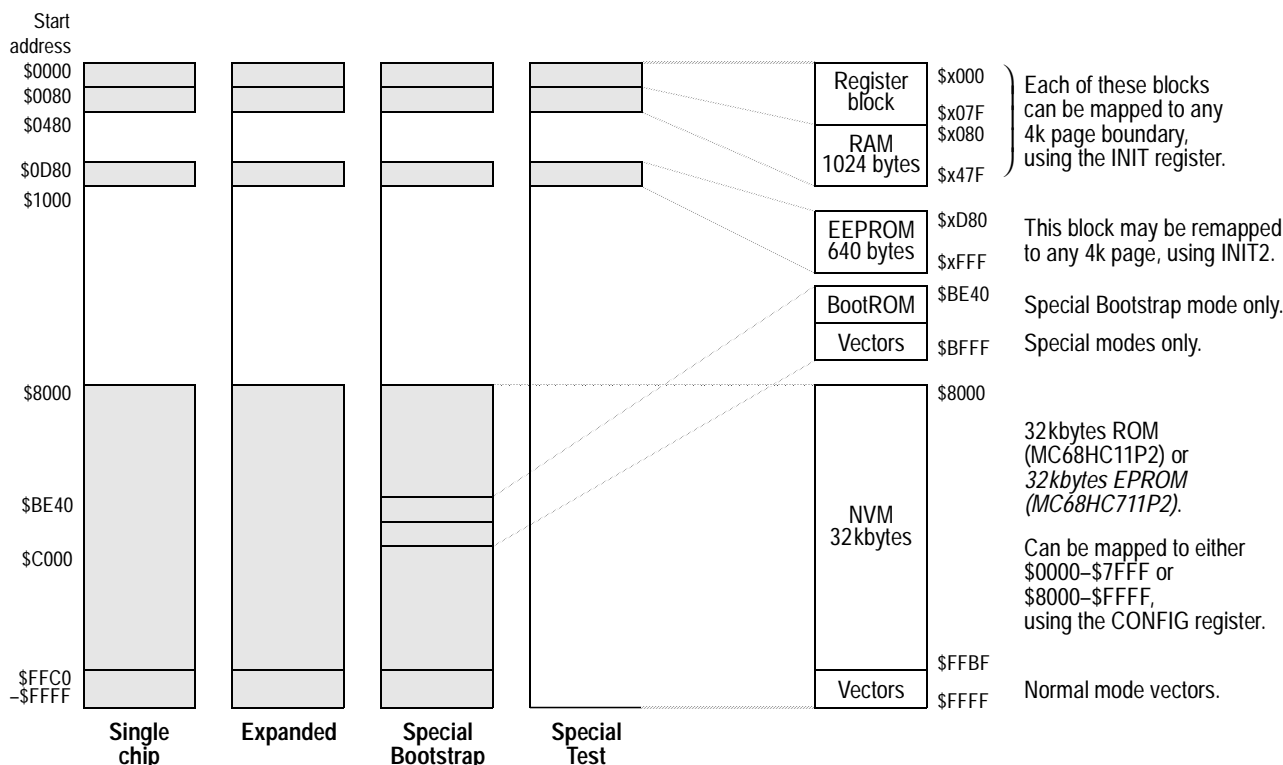 Start
address
$0000
$0080
$0480
$0D80
$1000
$8000
$BE40
$C000
$FFC0
–$FFFF
Single
chip
Expanded
Special
Bootstrap
Special
Test
Register
block
RAM
1024 bytes
EEPROM
640 bytes
BootROM
Vectors
NVM
32kbytes
Vectors
$x000
$x07F
$x080
$x47F
$xD80
$xFFF
$BE40
$BFFF
$8000
$FFBF
$FFFF
Each of these blocks
can be mapped to any
4k page boundary,
using the INIT register.
This block may be remapped
to any 4k page, using INIT2.
Special Bootstrap mode only.
Special modes only.
32kbytes ROM
(MC68HC11P2) or
32kbytes EPROM
(MC68HC711P2).
Can be mapped to either
$0000–$7FFF or
$8000–$FFFF,
using the CONFIG register.
Normal mode vectors.